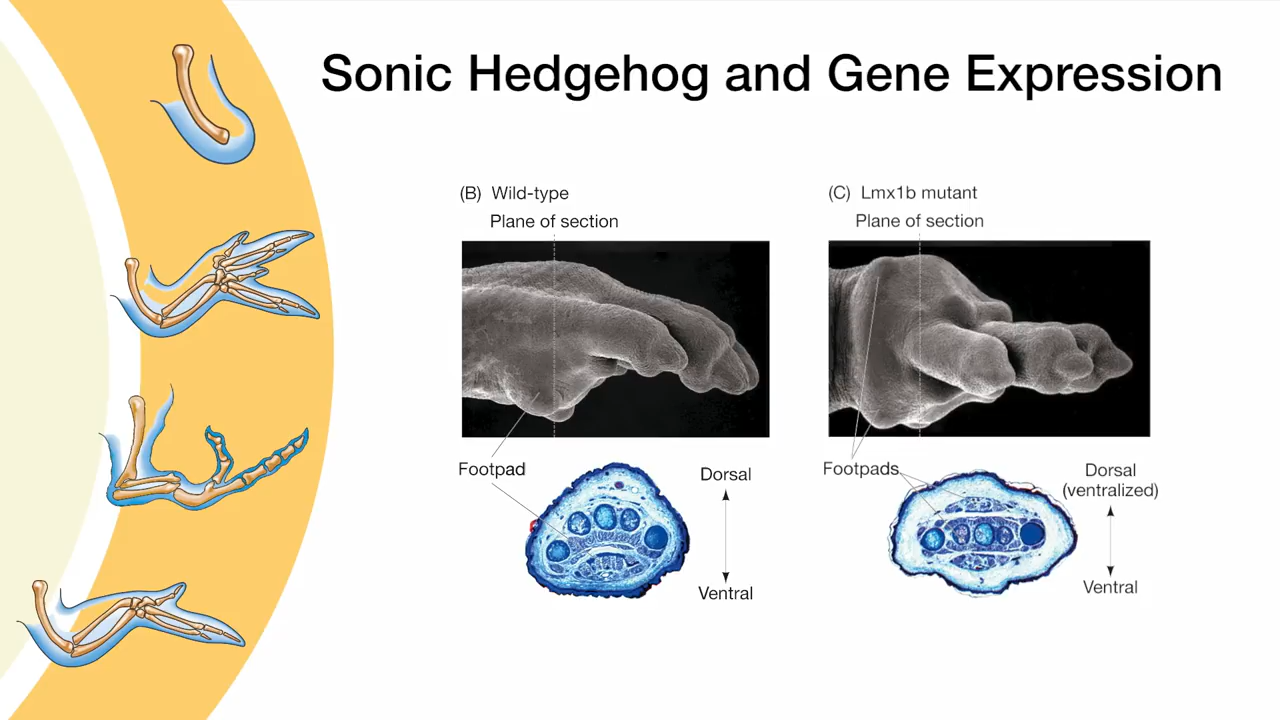 Sonic Hedgehog and Gene Expression
(B) Wild-type
Plane of section
Footpad
Dorsal
Ventral
(C) Lmx1b mutant
Plane of section
Footpads
Dorsal
(ventralized)
Ventral